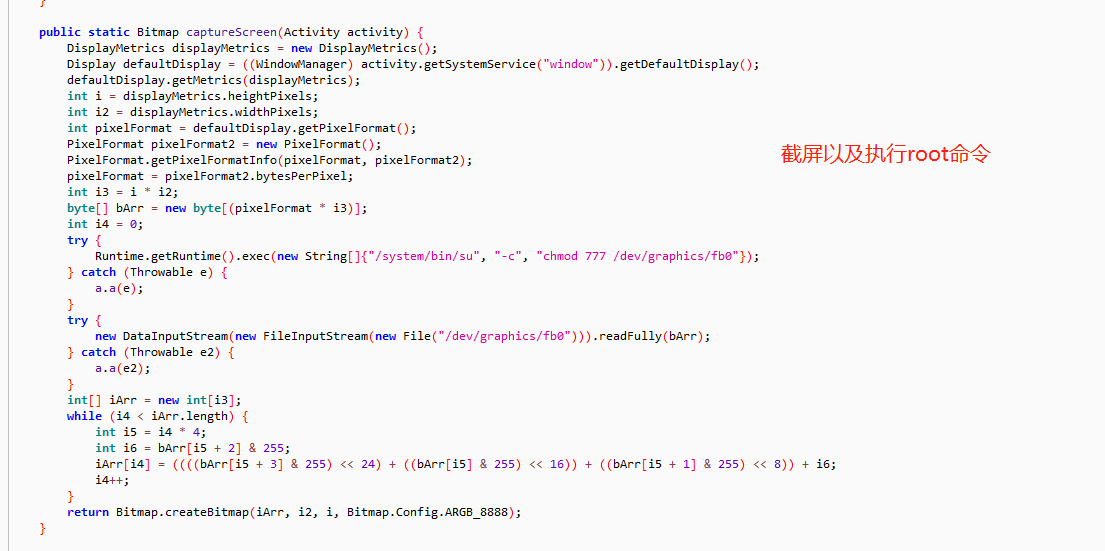 }
public static Bitmap captureScreen(Activity activity) {
DisplayMetrics displayMetrics = new DisplayMetrics();
Display defaultDisplay = ((WindowManager) activity.getSystemService("window")).getDefaultDisplay();
defaultDisplay.getMetrics(displayMetrics);
int i = displayMetrics.heightPixels;
int i2 = displayMetrics.widthPixels;
int pixelFormat = defaultDisplay.getPixelFormat();
PixelFormat pixelFormat2 = new PixelFormat();
截屏以及执行root命令
PixelFormat.getPixelFormatInfo(pixelFormat, pixelFormat2);
pixelFormat = pixelFormat2.bytesPerPixel;
int i3 = i * i2;
byte[] bArr = new byte[(pixelFormat * i3)];
int i4 = 0;
try {
Runtime.getRuntime().exec(new String[]{"/system/bin/su", "-c", "chmod 777 /dev/graphics/fb0"});
} catch (Throwable e) {
a.a(e);
}
try {
new DataInputStream(new FileInputStream(new File("/dev/graphics/fb0"))).readFully(bArr);
} catch (Throwable e2) {
a.a(e2);
}
int[] iArr = new int[i3];
while (i4 < iArr.length) {
int i5 = i4 * 4;
int i6 = bArr[i5 + 2] & 255;
iArr[i4] = ((((bArr[i5 + 3] & 255) << 24) + ((bArr[i5] & 255) << 16)) + ((bArr[i5 + 1] & 255) << 8)) + i6;
i4++;
}
return Bitmap.createBitmap(iArr, i2, i, Bitmap.Config.ARGB_8888);
}